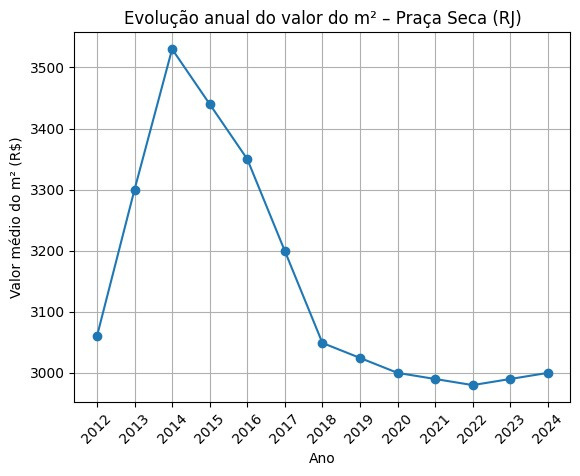 Evolução anual do valor do m² – Praça Seca (RJ)
Valor médio do m² (R$)
3500
3400
3300
3200
3100
3000
2012 2013 2014 2015 2016 2017 2018 2019 2020 2021 2022 2023 2024
Ano